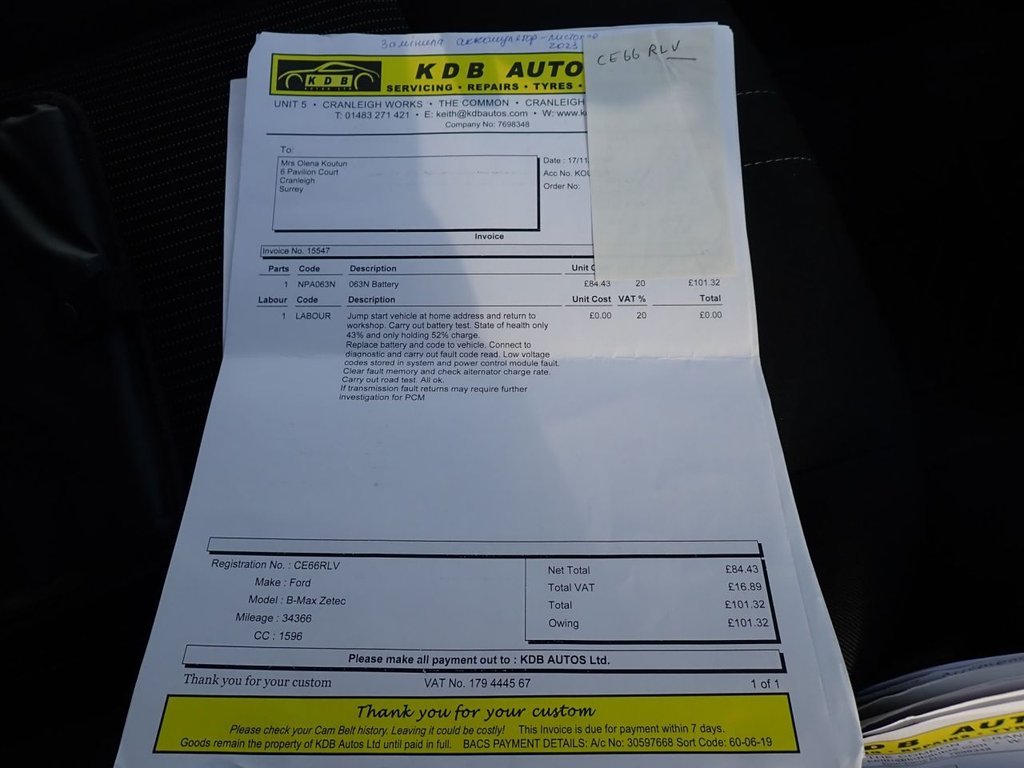 Замінила акомулятор - листопад
2023
CE66 RLV
KDB
AUTOS LTD
KDB AUTO
SERVICING • REPAIRS • TYRES •
UNIT 5 • CRANLEIGH WORKS • THE COMMON • CRANLEIGH
T: 01483 271 421 • E: keith@kdbautos.com • W: www.k
Company No: 7698348
To:
Mrs Olena Koutun
6 Pavilion Court
Cranleigh
Surrey
Date : 17/11
Acc No. KOU
Order No:
Invoice
Invoice No. 15547
Parts Code Description Unit C
1 NPA063N 063N Battery £84.43 20 £101.32
Labour Code Description Unit Cost VAT % Total
1 LABOUR Jump start vehicle at home address and return to £0.00 20 £0.00
workshop. Carry out battery test. State of health only
43% and only holding 52% charge.
Replace battery and code to vehicle. Connect to
diagnostic and carry out fault code read. Low voltage
codes stored in system and power control module fault.
Clear fault memory and check alternator charge rate.
Carry out road test. All ok.
If transmission fault returns may require further
investigation for PCM
Registration No. : CE66RLV
Make : Ford
Model : B-Max Zetec
Mileage : 34366
CC : 1596
Net Total £84.43
Total VAT £16.89
Total £101.32
Owing £101.32
Please make all payment out to : KDB AUTOS Ltd.
Thank you for your custom VAT No. 179 4445 67 1 of 1
Thank you for your custom
Please check your Cam Belt history. Leaving it could be costly! This Invoice is due for payment within 7 days.
Goods remain the property of KDB Autos Ltd until paid in full. BACS PAYMENT DETAILS: A/c No: 30597668 Sort Code: 60-06-19
DB AUT
REPAIRS • TYRE